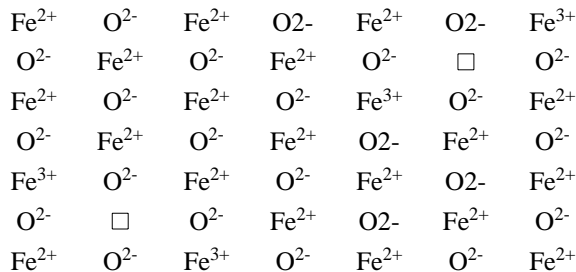 Fe²⁺ O²⁻ Fe²⁺ O2- Fe²⁺ O2- Fe³⁺
O²⁻ Fe²⁺ O²⁻ Fe²⁺ O²⁻ □ O²⁻
Fe²⁺ O²⁻ Fe²⁺ O²⁻ Fe³⁺ O²⁻ Fe²⁺
O²⁻ Fe²⁺ O²⁻ Fe²⁺ O2- Fe²⁺ O²⁻
Fe³⁺ O²⁻ Fe²⁺ O²⁻ Fe²⁺ O2- Fe²⁺
O²⁻ □ O²⁻ Fe²⁺ O2- Fe²⁺ O²⁻
Fe²⁺ O²⁻ Fe³⁺ O²⁻ Fe²⁺ O²⁻ Fe²⁺